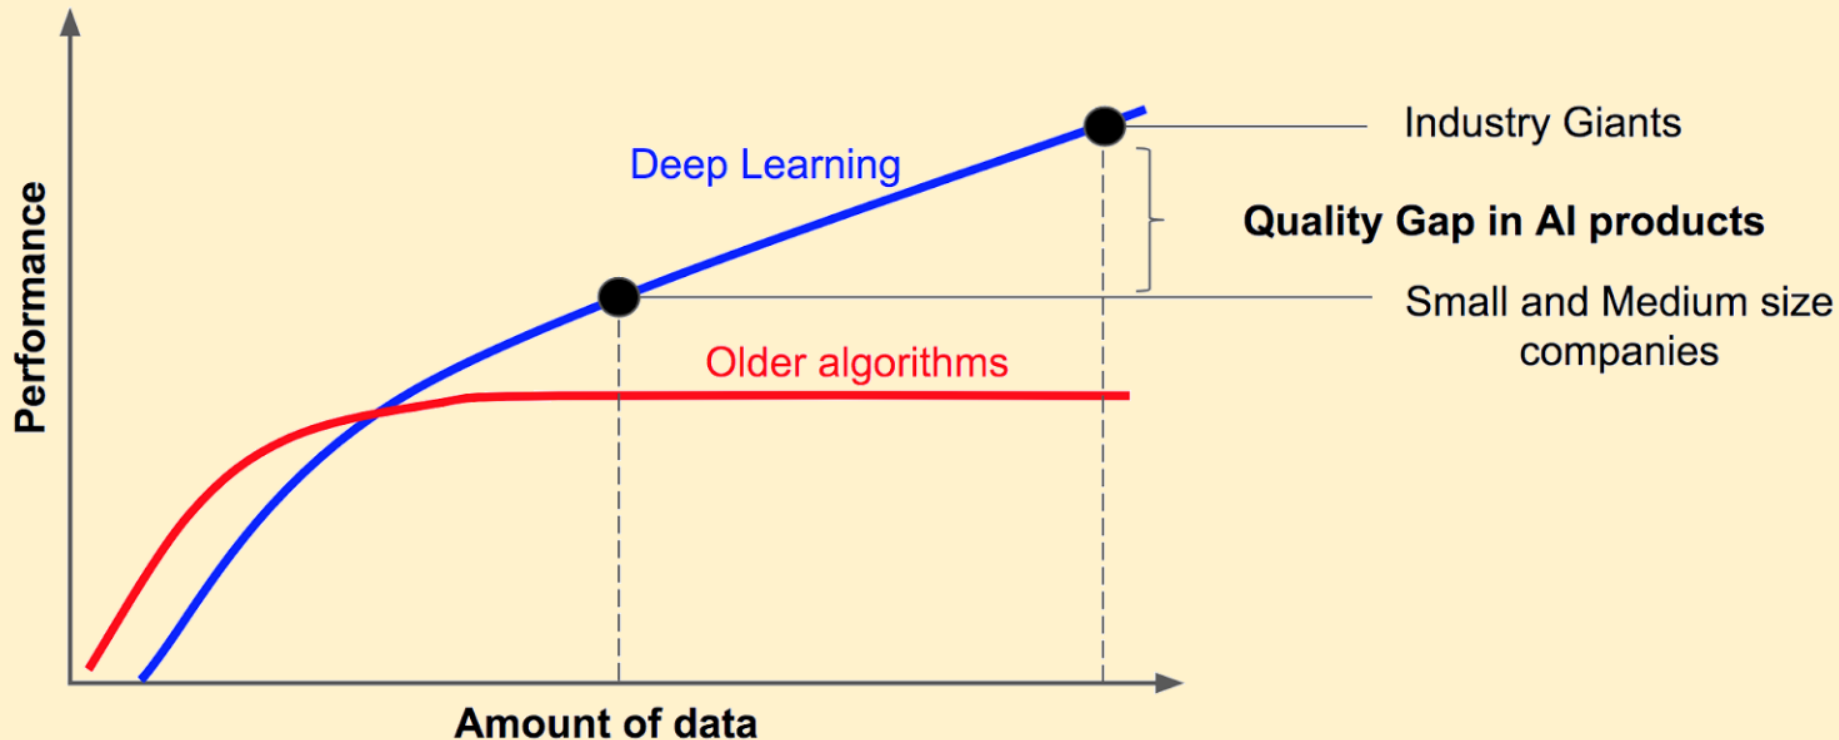 Industry Giants
Deep Learning
Quality Gap in AI products
Small and Medium size
companies
Older algorithms
Performance
Amount of data